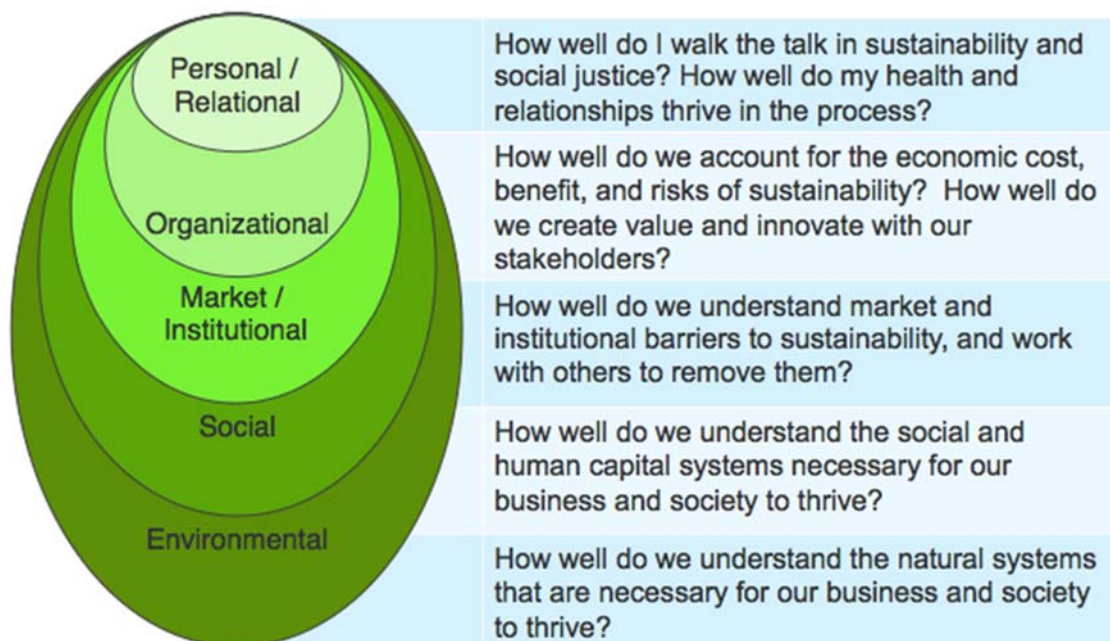 Personal /
Relational
How well do I walk the talk in sustainability and
social justice? How well do my health and
relationships thrive in the process?
Organizational
How well do we account for the economic cost,
benefit, and risks of sustainability?  How well do
we create value and innovate with our
stakeholders?
Market /
Institutional
How well do we understand market and
institutional barriers to sustainability, and work
with others to remove them?
Social
How well do we understand the social and
human capital systems necessary for our
business and society to thrive?
Environmental
How well do we understand the natural systems
that are necessary for our business and society
to thrive?